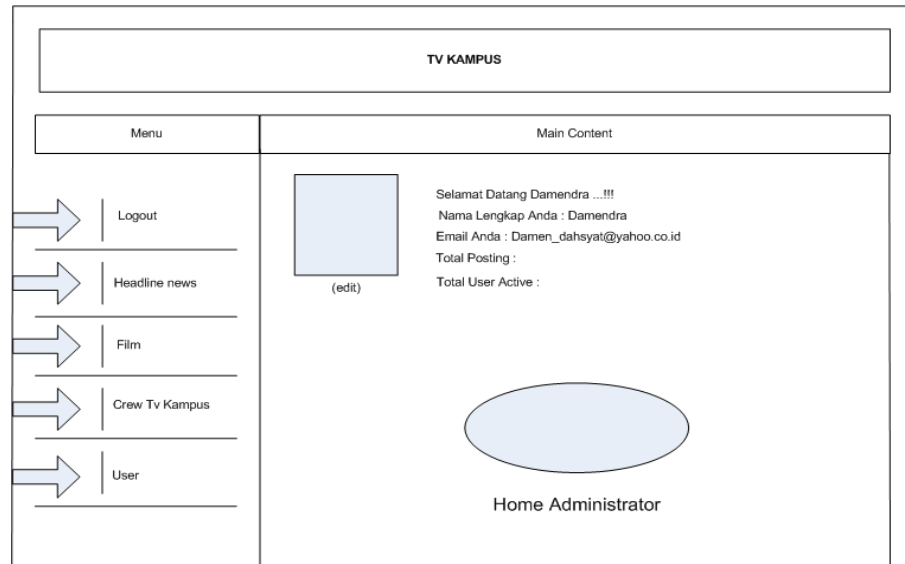 TV KAMPUS
Menu
Main Content
Logout
Headline news
Film
Crew Tv Kampus
User
(edit)
Selamat Datang Damendra ...!!!
Nama Lengkap Anda : Damendra
Email Anda : Damen_dahsyat@yahoo.co.id
Total Posting :
Total User Active :
Home Administrator